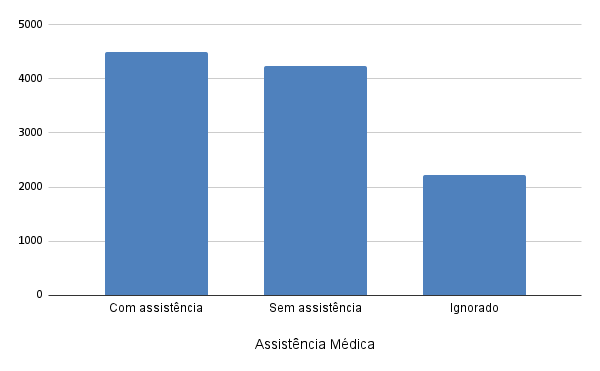 5000
4000
3000
2000
1000
0
Com assistência
Sem assistência
Ignorado
Assistência Médica